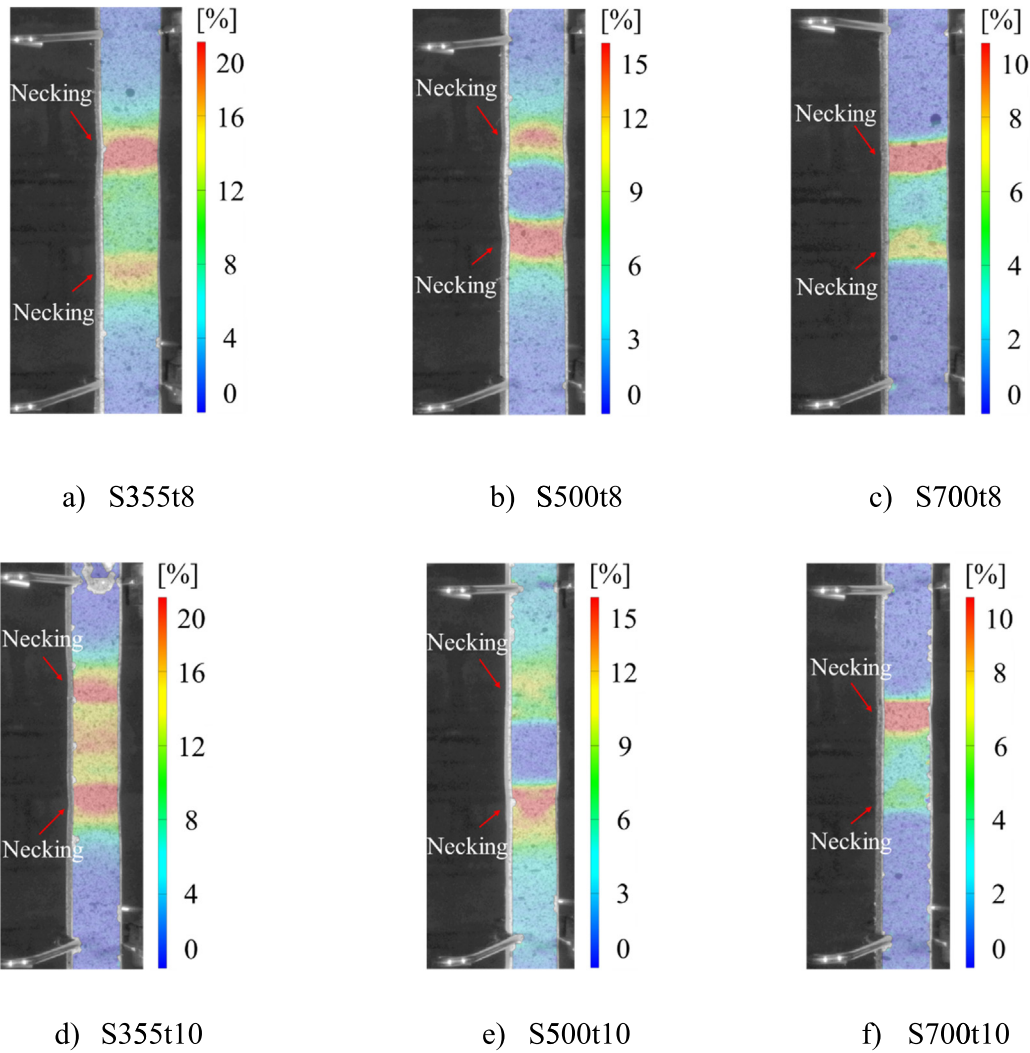 [%]
20
16
12
8
4
0
Necking
Necking
a) S355t8
[%]
15
12
9
6
3
0
Necking
Necking
b) S500t8
[%]
10
8
6
4
2
0
Necking
Necking
c) S700t8
[%]
20
16
12
8
4
0
Necking
Necking
d) S355t10
[%]
15
12
9
6
3
0
Necking
Necking
e) S500t10
[%]
10
8
6
4
2
0
Necking
Necking
f) S700t10